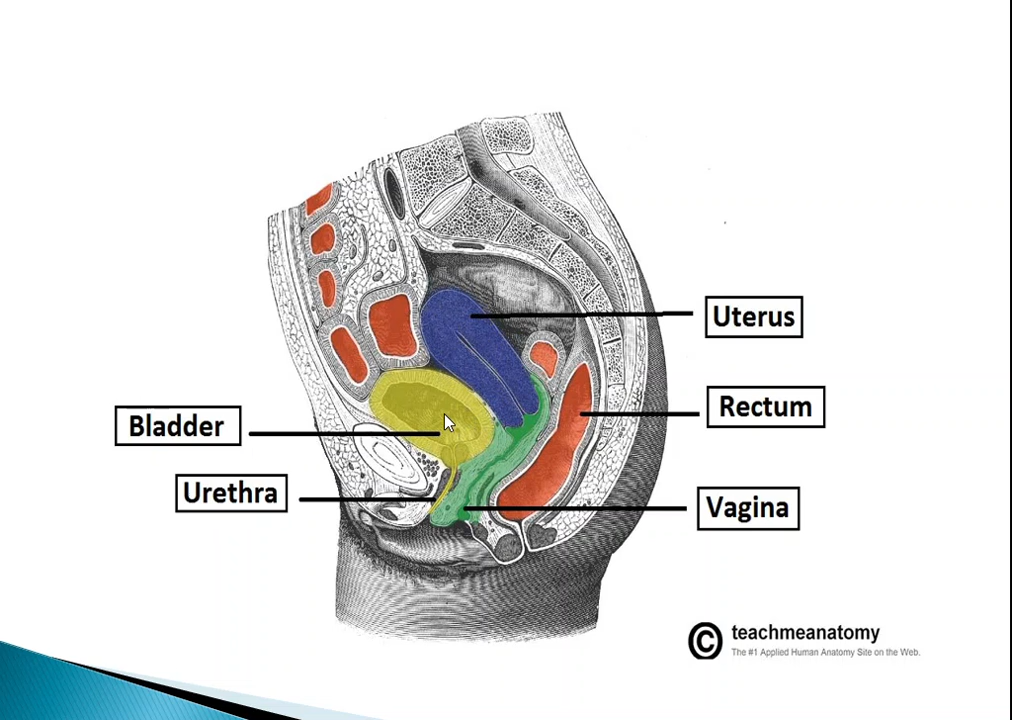 Uterus
Rectum
Bladder
Urethra
Vagina
© teachmeanatomy
The #1 Applied Human Anatomy Site on the Web.